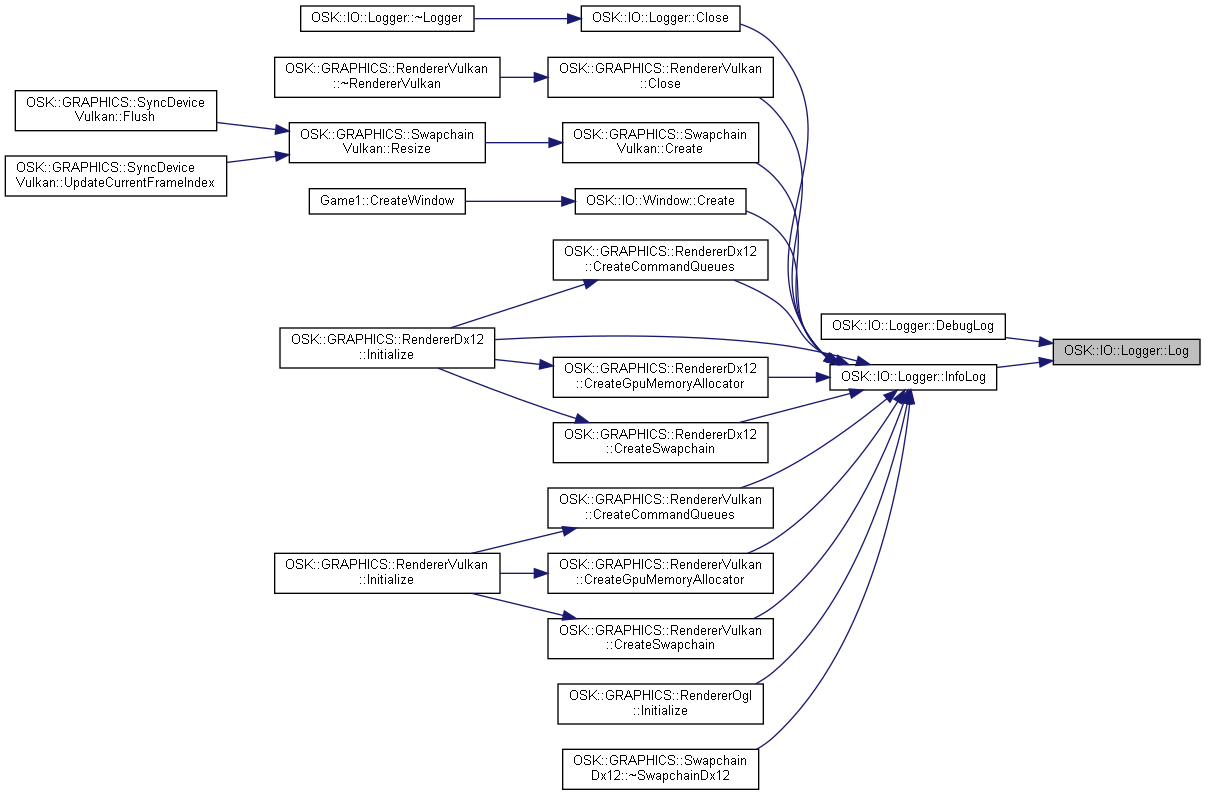 OSK::IO::Logger::~Logger
OSK::IO::Logger::Close
OSK::GRAPHICS::RendererVulkan
::~RendererVulkan
OSK::GRAPHICS::RendererVulkan
::Close
OSK::GRAPHICS::SyncDevice
Vulkan::Flush
OSK::GRAPHICS::Swapchain
Vulkan::Resize
OSK::GRAPHICS::Swapchain
Vulkan::Create
OSK::GRAPHICS::SyncDevice
Vulkan::UpdateCurrentFrameIndex
Game1::CreateWindow
OSK::IO::Window::Create
OSK::GRAPHICS::RendererDx12
::CreateCommandQueues
OSK::IO::Logger::DebugLog
OSK::GRAPHICS::RendererDx12
::Initialize
OSK::IO::Logger::Log
OSK::GRAPHICS::RendererDx12
::CreateGpuMemoryAllocator
OSK::IO::Logger::InfoLog
OSK::GRAPHICS::RendererDx12
::CreateSwapchain
OSK::GRAPHICS::RendererVulkan
::CreateCommandQueues
OSK::GRAPHICS::RendererVulkan
::Initialize
OSK::GRAPHICS::RendererVulkan
::CreateGpuMemoryAllocator
OSK::GRAPHICS::RendererVulkan
::CreateSwapchain
OSK::GRAPHICS::RendererOgl
::Initialize
OSK::GRAPHICS::Swapchain
Dx12::~SwapchainDx12